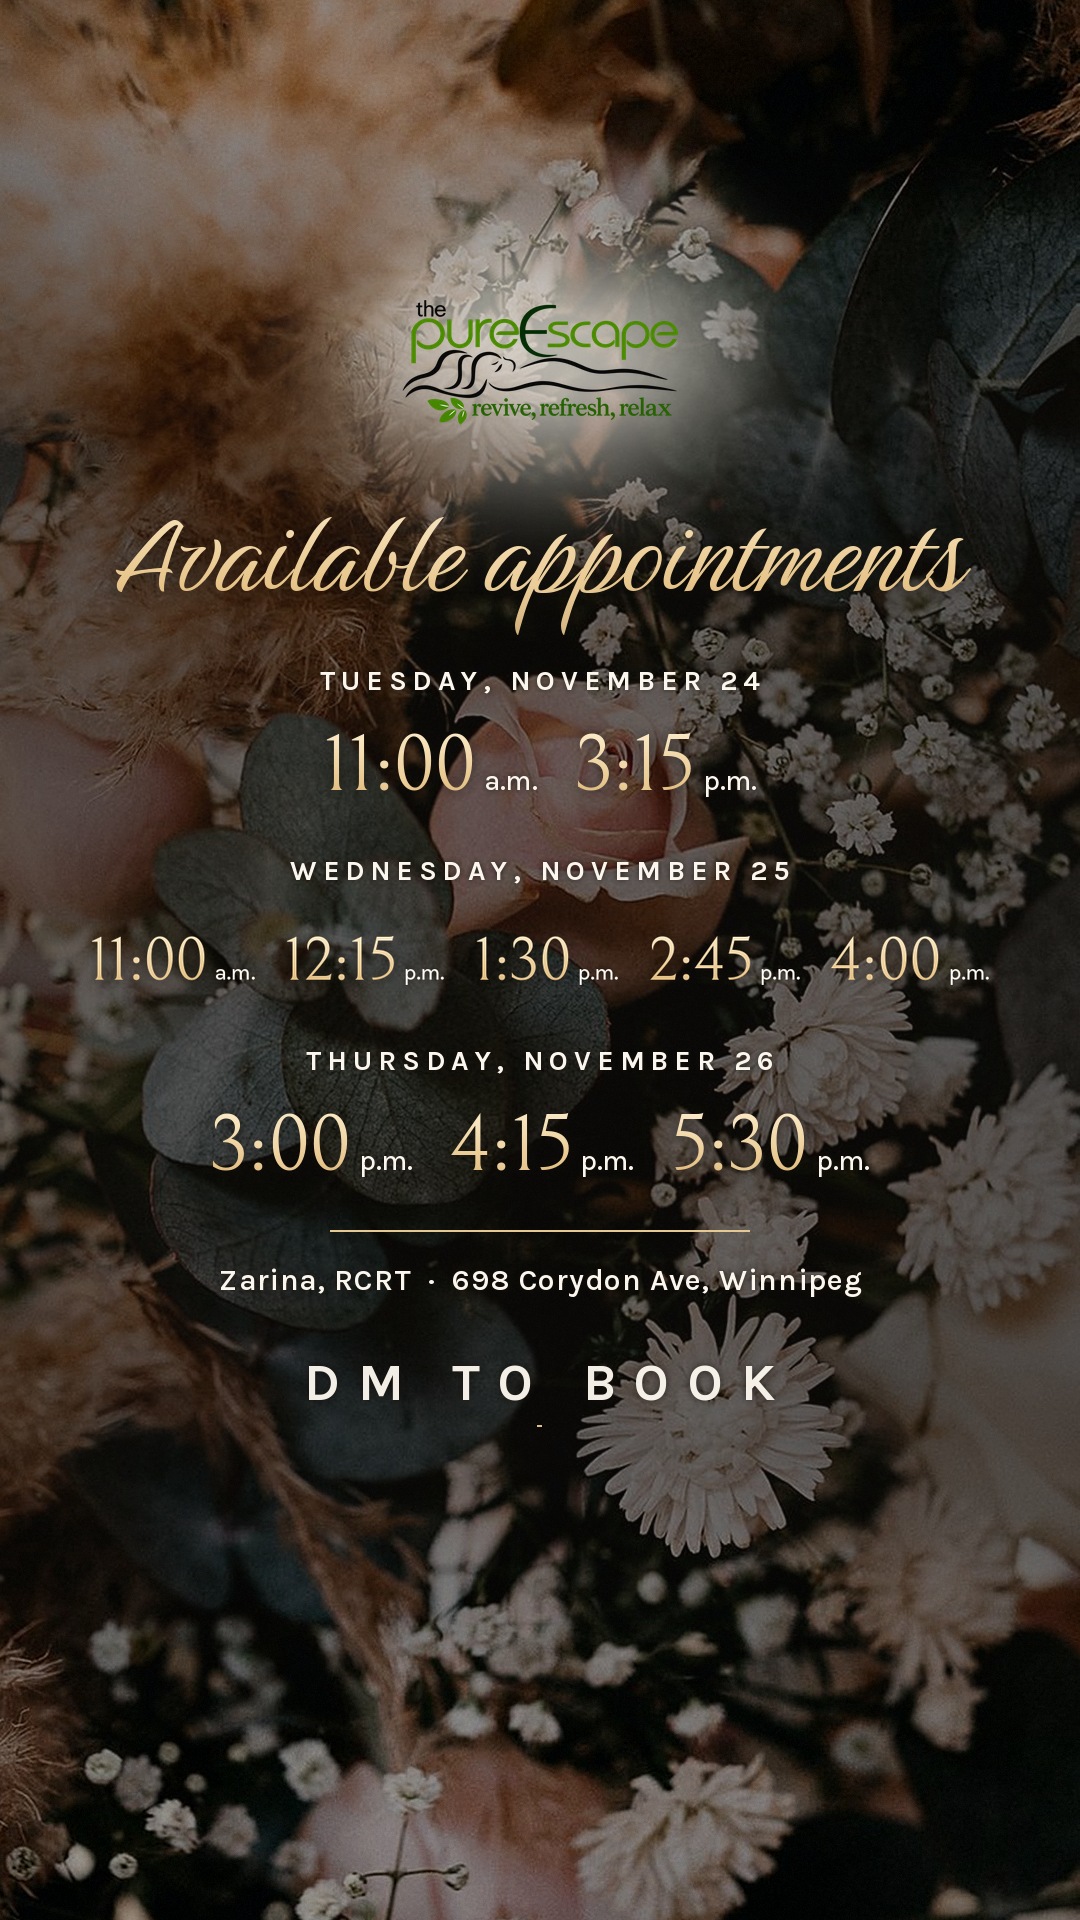 the
pureEscape
revive, refresh, relax
Available appointments
TUESDAY, NOVEMBER 24
11:00 a.m. 3:15 p.m.
WEDNESDAY, NOVEMBER 25
11:00 a.m. 12:15 p.m. 1:30 p.m. 2:45 p.m. 4:00 p.m.
THURSDAY, NOVEMBER 26
3:00 p.m. 4:15 p.m. 5:30 p.m.
Zarina, RCRT · 698 Corydon Ave, Winnipeg
DM TO BOOK
-